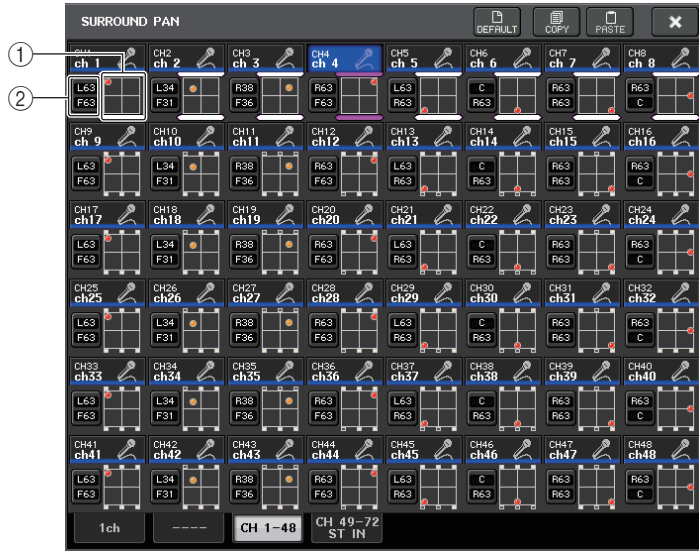 SURROUND PAN
DEFAULT COPY PASTE
①
②
CH1 CH2 CH3 CH4 CH5 CH6 CH7 CH8
ch 1 ch 2 ch 3 ch 4 ch 5 ch 6 ch 7 ch 8
L63 L34 R38 R63 L63 C R63 R63
F63 F31 F36 F63 R63 R63 R63 C
CH9 CH10 CH11 CH12 CH13 CH14 CH15 CH16
ch 9 ch10 ch11 ch12 ch13 ch14 ch15 ch16
L63 L34 R38 R63 L63 C R63 R63
F63 F31 F36 F63 R63 R63 R63 C
CH17 CH18 CH19 CH20 CH21 CH22 CH23 CH24
ch17 ch18 ch19 ch20 ch21 ch22 ch23 ch24
L63 L34 R38 R63 L63 C R63 R63
F63 F31 F36 F63 R63 R63 R63 C
CH25 CH26 CH27 CH28 CH29 CH30 CH31 CH32
ch25 ch26 ch27 ch28 ch29 ch30 ch31 ch32
L63 L34 R38 R63 L63 C R63 R63
F63 F31 F36 F63 R63 R63 R63 C
CH33 CH34 CH35 CH36 CH37 CH38 CH39 CH40
ch33 ch34 ch35 ch36 ch37 ch38 ch39 ch40
L63 L34 R38 R63 L63 C R63 R63
F63 F31 F36 F63 R63 R63 R63 C
CH41 CH42 CH43 CH44 CH45 CH46 CH47 CH48
ch41 ch42 ch43 ch44 ch45 ch46 ch47 ch48
L63 L34 R38 R63 L63 C R63 R63
F63 F31 F36 F63 R63 R63 R63 C
1ch ---- CH 1-48 CH 49-72
ST IN